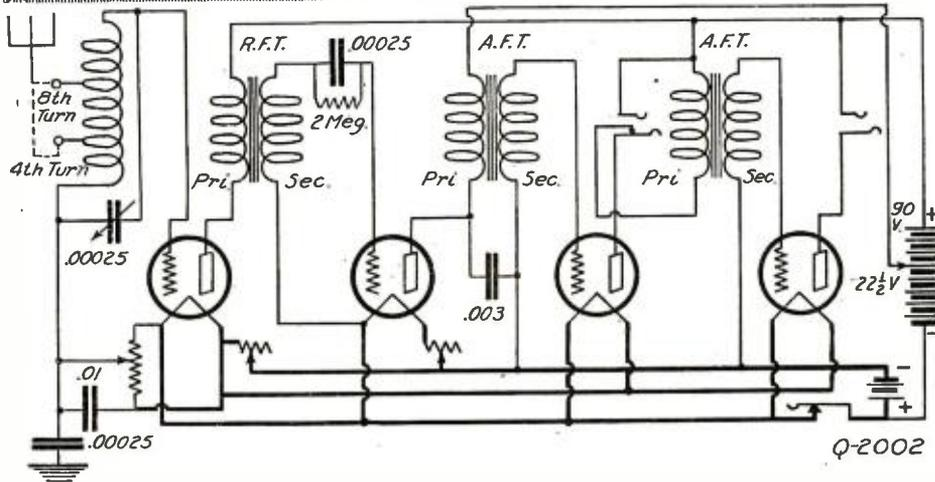 R.F.T.
.00025
A.F.T.
A.F.T.
8th
Turn
4th Turn
2 Meg.
Pri
Sec.
Pri
Sec.
Pri
Sec.
.00025
90
V.
+
22½V
.003
-
.01
-
+
.00025
Q-2002